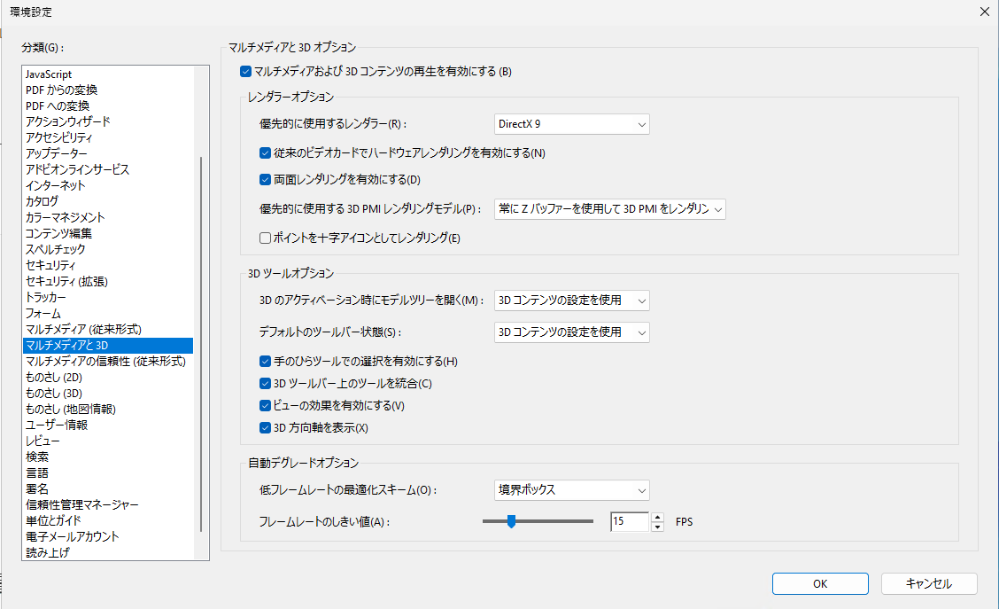 環境設定
分類(G) :
JavaScript
PDF からの変換
PDF への変換
アクションウィザード
アクセシビリティ
アップデーター
アドビオンラインサービス
インターネット
カタログ
カラーマネジメント
コンテンツ編集
スペルチェック
セキュリティ
セキュリティ (拡張)
トラッカー
フォーム
マルチメディア (従来形式)
マルチメディアと 3D
マルチメディアの信頼性 (従来形式)
ものさし (2D)
ものさし (3D)
ものさし (地図情報)
ユーザー情報
レビュー
検索
言語
署名
信頼性管理マネージャー
単位とガイド
電子メールアカウント
読み上げ
マルチメディアと 3D オプション
マルチメディアおよび 3D コンテンツの再生を有効にする (B)
レンダラーオプション
優先的に使用するレンダラー(R) :
DirectX 9
従来のビデオカードでハードウェアレンダリングを有効にする(N)
両面レンダリングを有効にする(D)
優先的に使用する 3D PMI レンダリングモデル(P) :
常に Z バッファーを使用して 3D PMI をレンダリン
ポイントを十字アイコンとしてレンダリング(E)
3D ツールオプション
3D のアクティベーション時にモデルツリーを開く(M) :
3D コンテンツの設定を使用
デフォルトのツールバー状態(S) :
3D コンテンツの設定を使用
手のひらツールでの選択を有効にする(H)
3D ツールバー上のツールを統合(C)
ビューの効果を有効にする(V)
3D 方向軸を表示(X)
自動デグレードオプション
低フレームレートの最適化スキーム(O) :
境界ボックス
フレームレートのしきい値(A) :
15
FPS
OK
キャンセル